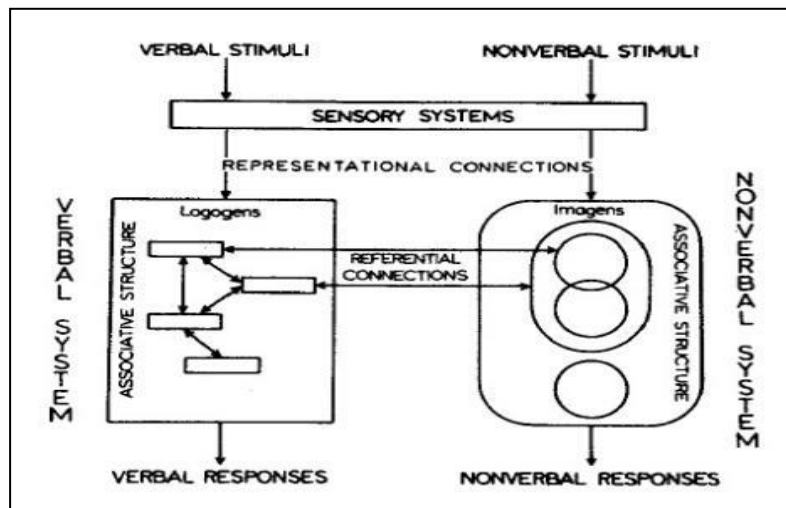 VERBAL STIMULI
NONVERBAL STIMULI
SENSORY SYSTEMS
REPRESENTATIONAL CONNECTIONS
VERBAL SYSTEM
ASSOCIATIVE STRUCTURE
Logogens
REFERENTIAL
CONNECTIONS
Imagens
ASSOCIATIVE STRUCTURE
NONVERBAL SYSTEM
VERBAL RESPONSES
NONVERBAL RESPONSES